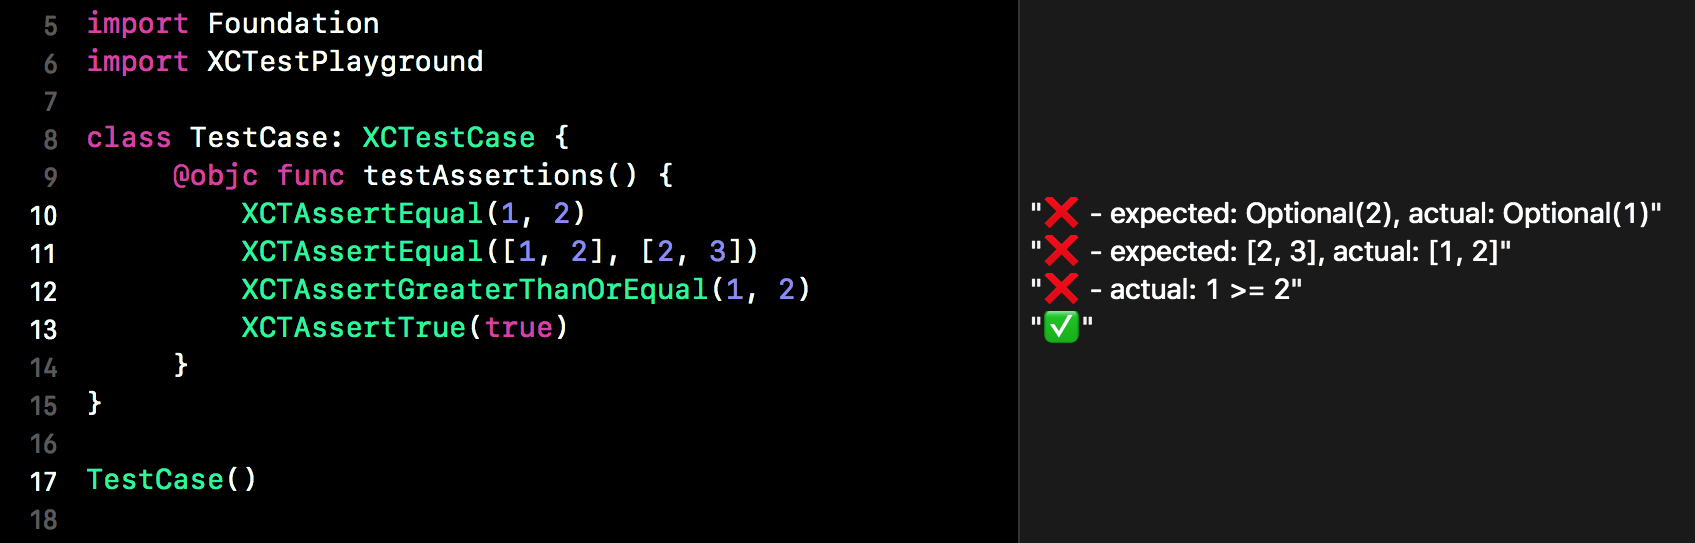 5 import Foundation
6 import XCTestPlayground
7
8 class TestCase: XCTestCase {
9 @objc func testAssertions() {
10 XCTAssertEqual(1, 2) "❌ - expected: Optional(2), actual: Optional(1)"
11 XCTAssertEqual([1, 2], [2, 3]) "❌ - expected: [2, 3], actual: [1, 2]"
12 XCTAssertGreaterThanOrEqual(1, 2) "❌ - actual: 1 >= 2"
13 XCTAssertTrue(true) "✅"
14 }
15 }
16
17 TestCase()
18